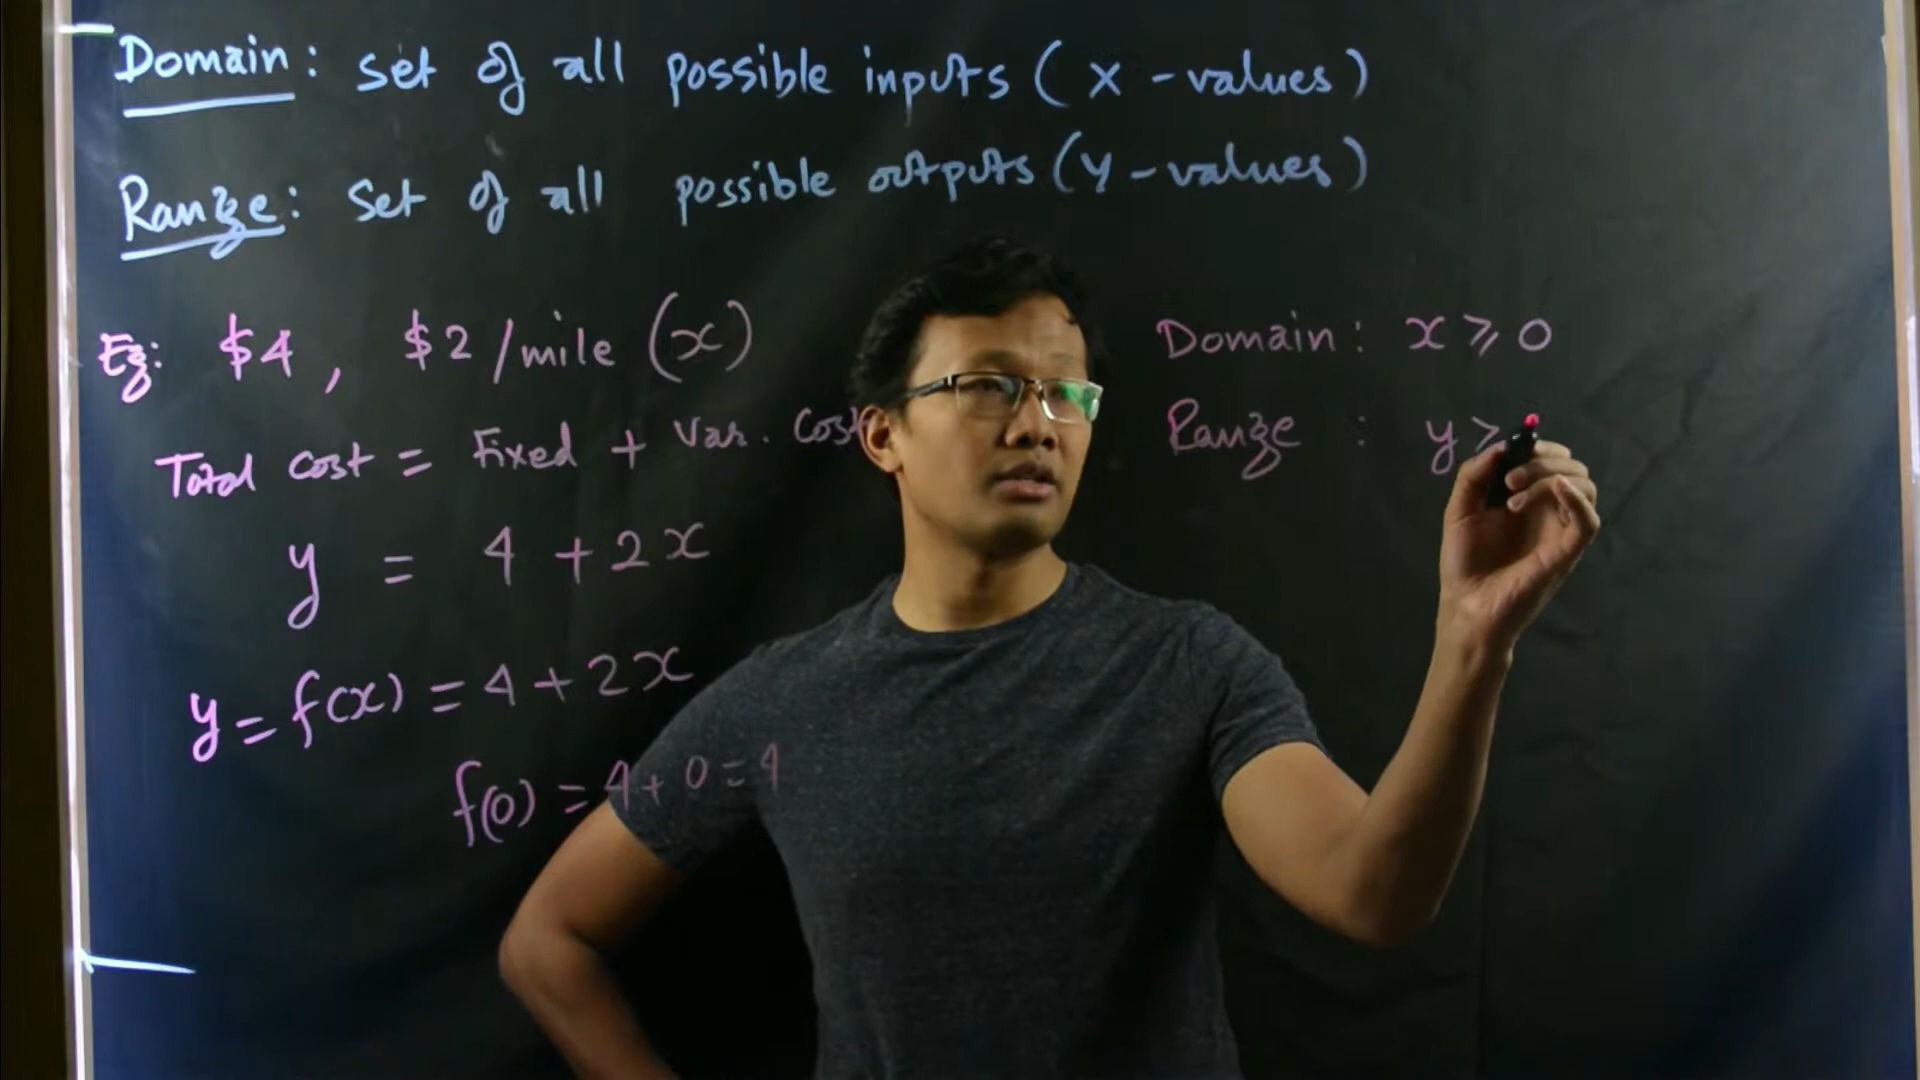 Domain: set of all possible inputs (x-values)
Range: set of all possible outputs (y-values)
Eg: $4, $2/mile (x)
Total cost = Fixed + Var. Cost
y = 4 + 2x
y = f(x) = 4 + 2x
f(0) = 4 + 0 = 4
Domain: x ⩾ 0
Range : y >